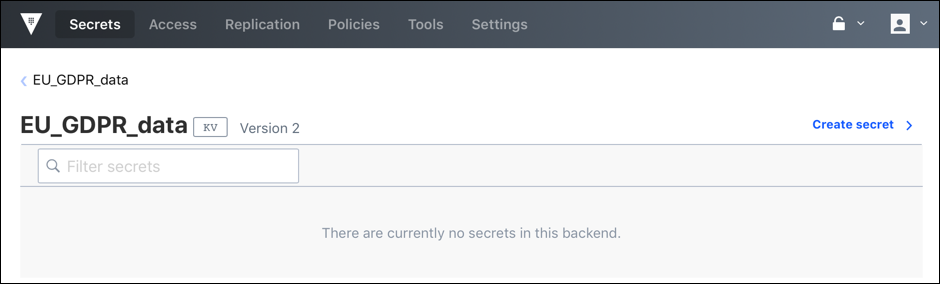 Secrets Access Replication Policies Tools Settings
EU_GDPR_data
EU_GDPR_data KV Version 2 Create secret
Filter secrets
There are currently no secrets in this backend.